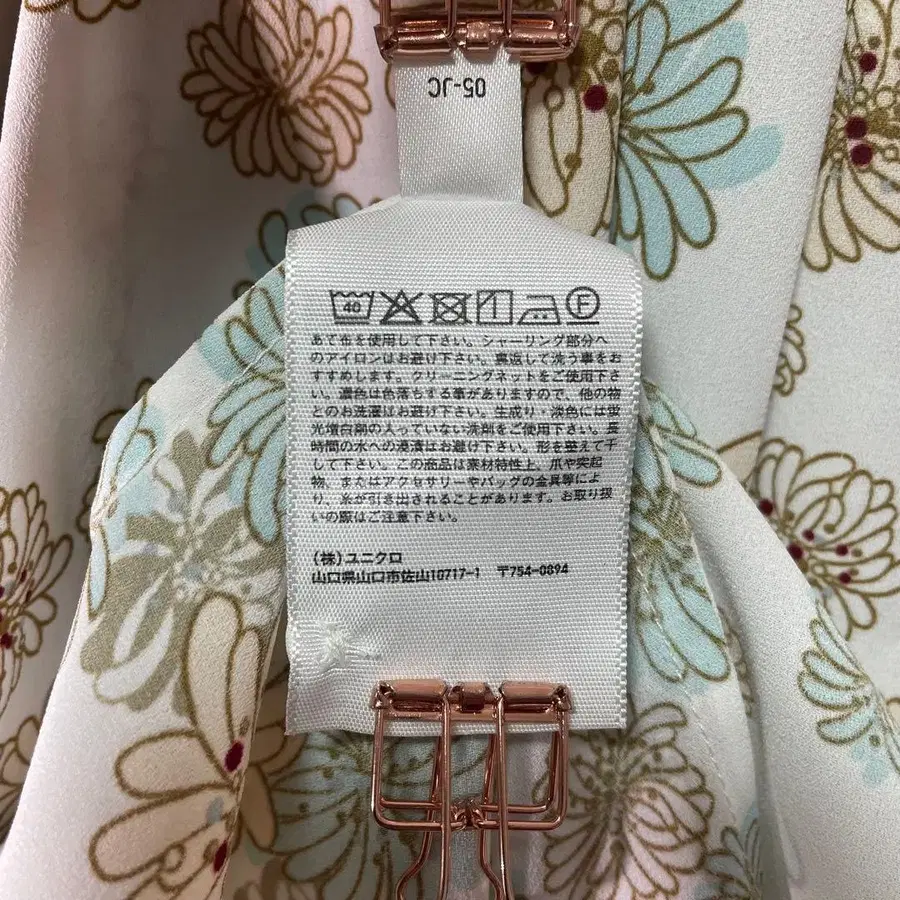 05-JC
40
F
あて布を使用して下さい。シャーリング部分へ
のアイロンはお避け下さい。裏返して洗う事をお
すすめします。クリーニングネットをご使用下さ
い。濃色は色落ちする事がありますので、他の物
とのお洗濯はお避け下さい。生成り・淡色には蛍
光増白剤の入っていない洗剤をご使用下さい。長
時間の水への浸漬はお避け下さい。形を整えて干
して下さい。この商品は素材特性上、爪や突起
物、またはアクセサリーやバッグの金具等によ
り、糸が引き出されることがあります。お取り扱
いの際はご注意下さい。
(株)ユニクロ
山口県山口市佐山10717-1 〒754-0894